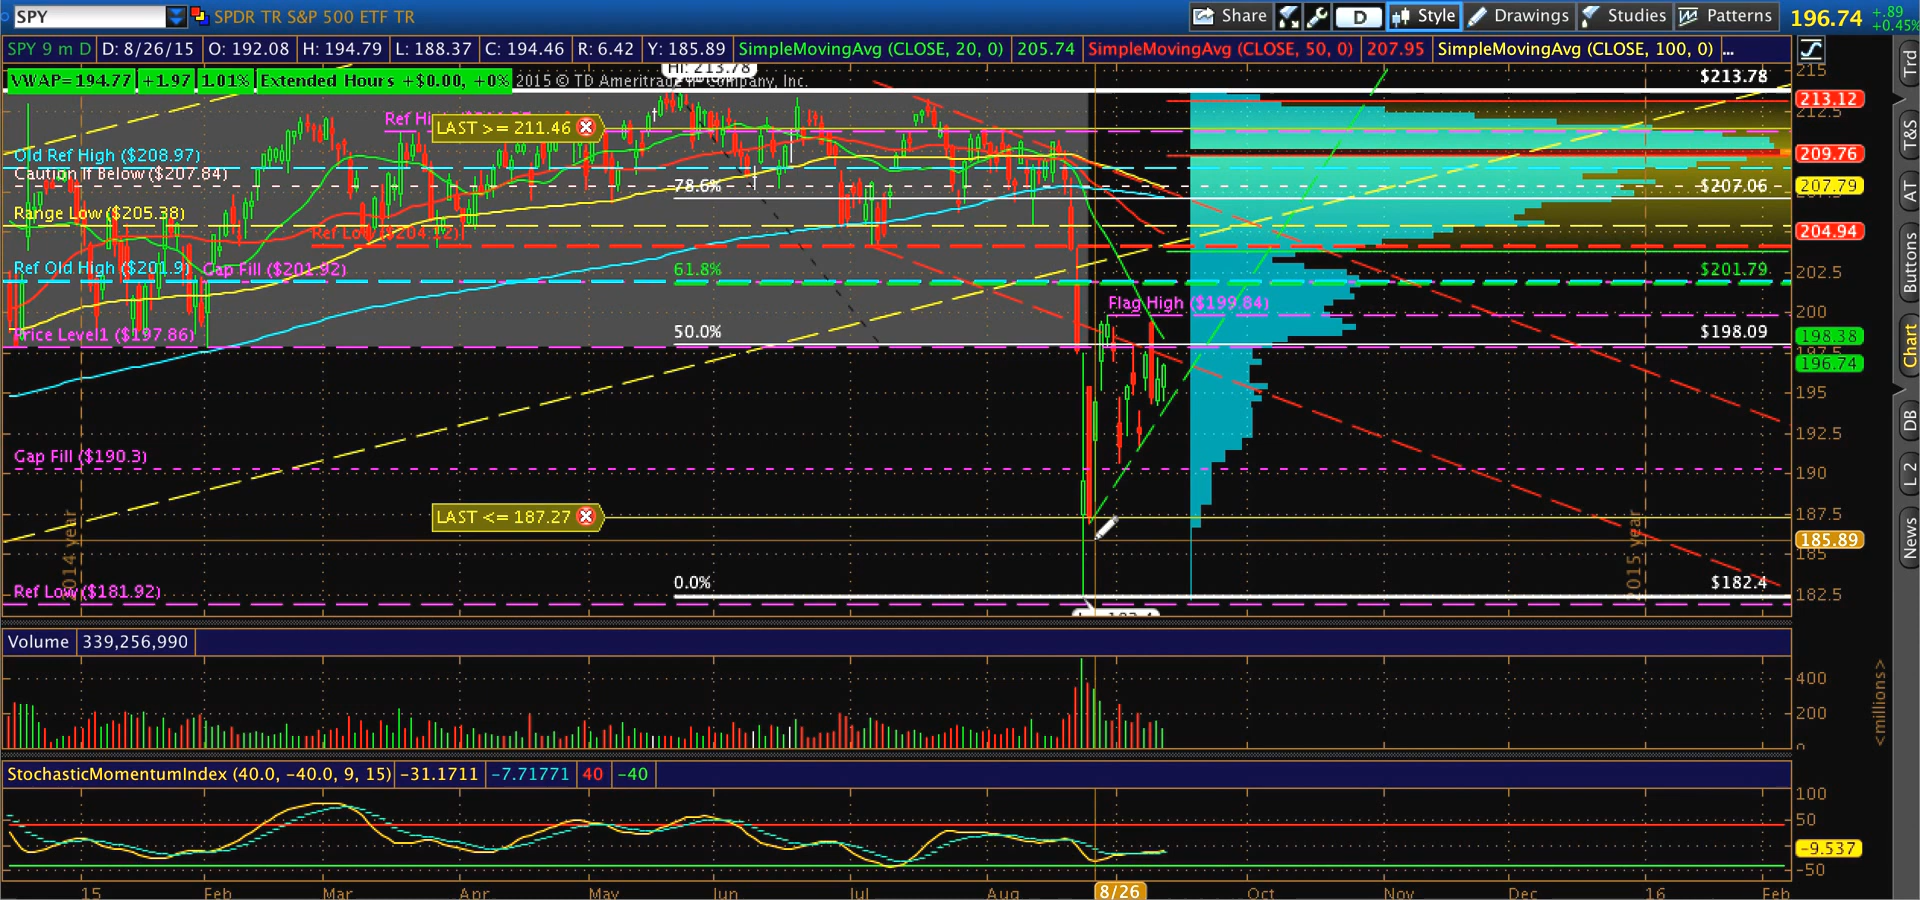 SPY SPDR TR S&P 500 ETF TR Share D Style Drawings Studies Patterns 196.74 +.89 +0.45%
SPY 9 m D D: 8/26/15 O: 192.08 H: 194.79 L: 188.37 C: 194.46 R: 6.42 Y: 185.89 SimpleMovingAvg (CLOSE, 20, 0) 205.74 SimpleMovingAvg (CLOSE, 50, 0) 207.95 SimpleMovingAvg (CLOSE, 100, 0) ...
VWAP=194.77 +1.97 1.01% Extended Hours +$0.00, +0% 2015 © TD Ameritrade IP Company, Inc.
Hi: 213.78
$213.78
215
213.12
212.5
Ref Hi
LAST >= 211.46
Old Ref High ($208.97)
209.76
Caution If Below ($207.84)
78.6%
$207.06
207.79
Range Low ($205.38)
204.94
Ref Low
Ref Old High ($201.9)
Gap Fill ($201.92)
61.8%
$201.79
202.5
Flag High ($199.84)
200
Price Level1 ($197.86)
50.0%
$198.09
198.38
197.5
196.74
195
192.5
Gap Fill ($190.3)
190
LAST <= 187.27
187.5
185.89
185
2014 year
2015 year
0.0%
$182.4
Ref Low ($181.92)
182.5
Volume 339,256,990
400
200
0
<millions>
StochasticMomentumIndex (40.0, -40.0, 9, 15) -31.1711 -7.71771 40 -40
100
50
-9.537
-50
15 Feb Mar Apr May Jun Jul Aug 8/26 Oct Nov Dec 16 Feb
Trd
T&S
AT
Buttons
Chart
DB
L 2
News